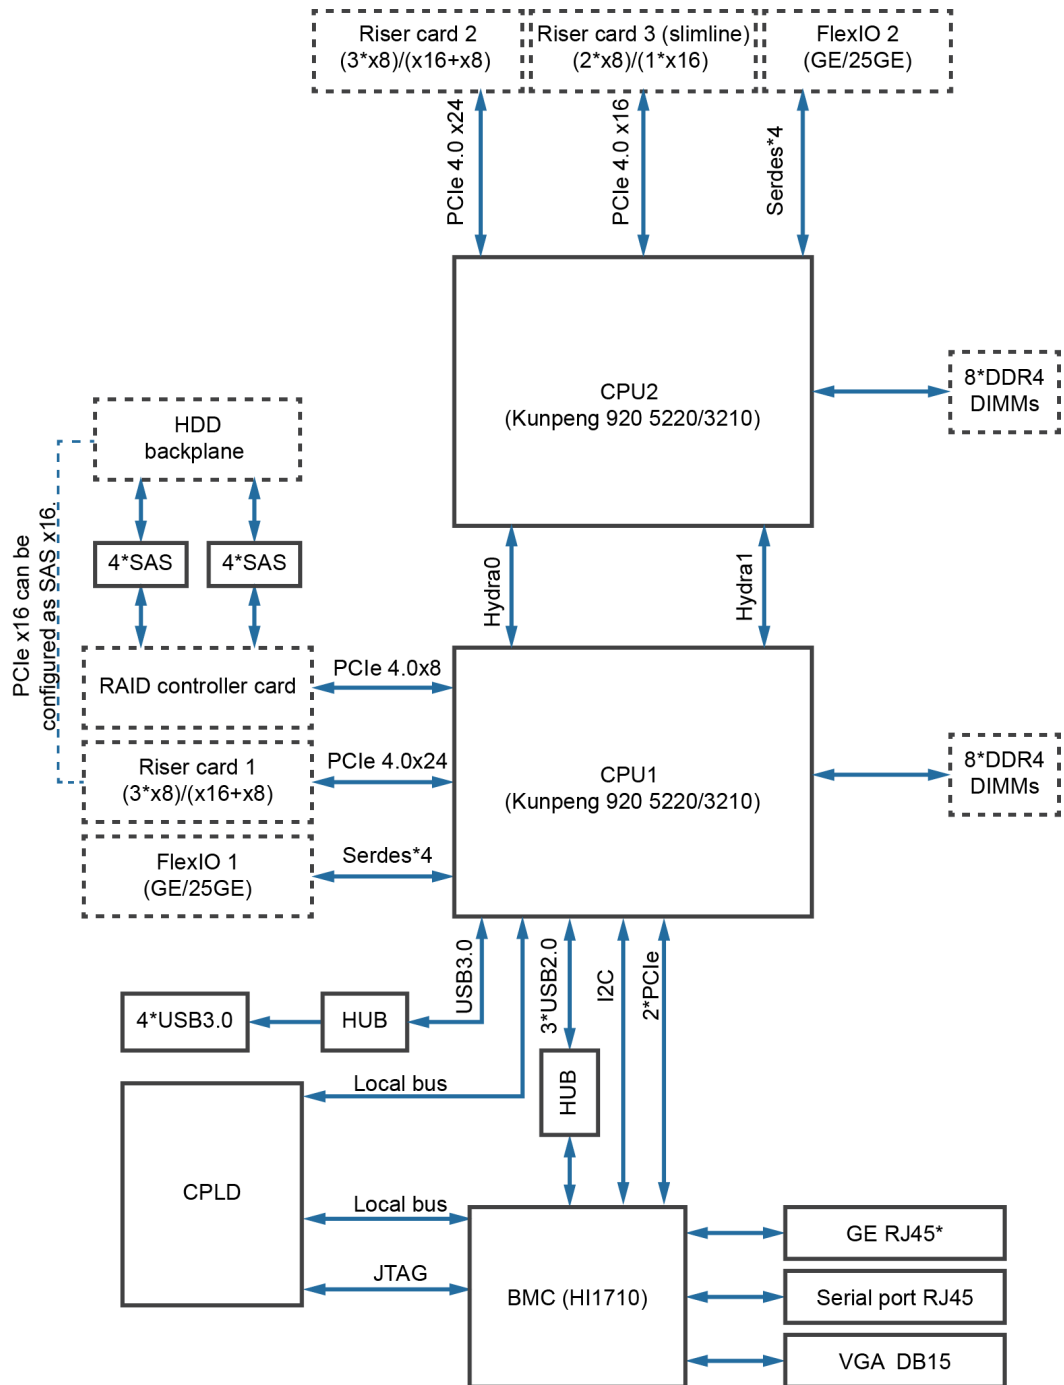 Riser card 2
(3*x8)/(x16+x8)
Riser card 3 (slimline)
(2*x8)/(1*x16)
FlexIO 2
(GE/25GE)
PCIe 4.0 x24
PCIe 4.0 x16
Serdes*4
CPU2
(Kunpeng 920 5220/3210)
8*DDR4
DIMMs
HDD
backplane
4*SAS
4*SAS
PCIe x16 can be
configured as SAS x16.
Hydra0
Hydra1
RAID controller card
PCIe 4.0x8
Riser card 1
(3*x8)/(x16+x8)
PCIe 4.0x24
CPU1
(Kunpeng 920 5220/3210)
8*DDR4
DIMMs
FlexIO 1
(GE/25GE)
Serdes*4
USB3.0
3*USB2.0
I2C
2*PCIe
4*USB3.0
HUB
HUB
Local bus
CPLD
Local bus
JTAG
BMC (HI1710)
GE RJ45*
Serial port RJ45
VGA DB15